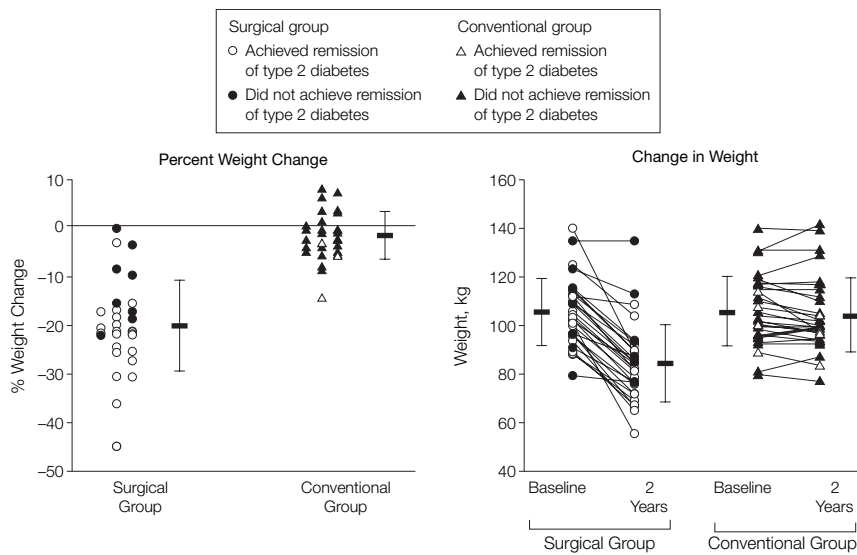 Surgical group
Achieved remission
of type 2 diabetes
Did not achieve remission
of type 2 diabetes
Conventional group
Achieved remission
of type 2 diabetes
Did not achieve remission
of type 2 diabetes
Percent Weight Change
% Weight Change
10
0
–10
–20
–30
–40
–50
Surgical
Group
Conventional
Group
Change in Weight
Weight, kg
160
140
120
100
80
60
40
Baseline
2
Years
Baseline
2
Years
Surgical Group
Conventional Group